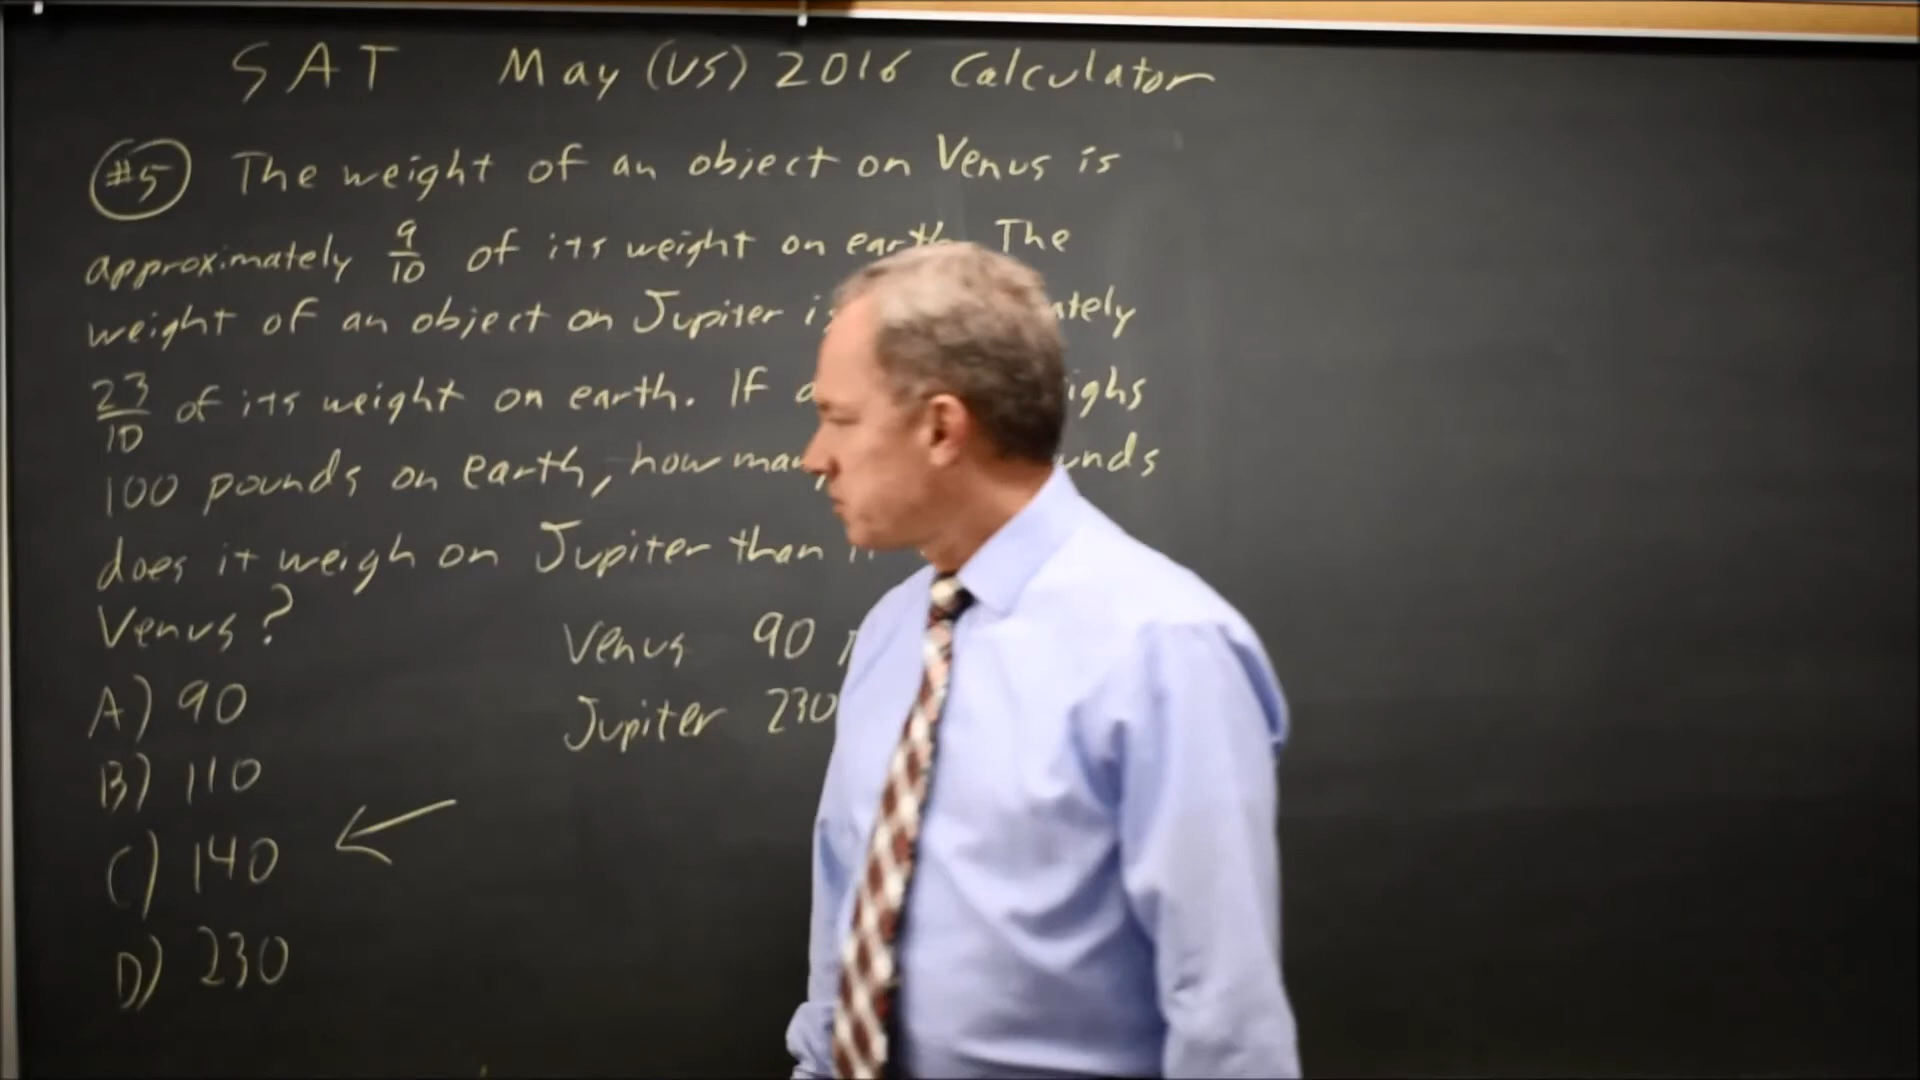 SAT May (US) 2016 Calculator
#5 The weight of an object on Venus is
approximately 9/10 of its weight on earth. The
weight of an object on Jupiter
23/10 of its weight on earth. If
100 pounds on earth, how
does it weigh on Jupiter than
Venus?
Venus 90
A) 90
Jupiter 230
B) 110
C) 140
D) 230